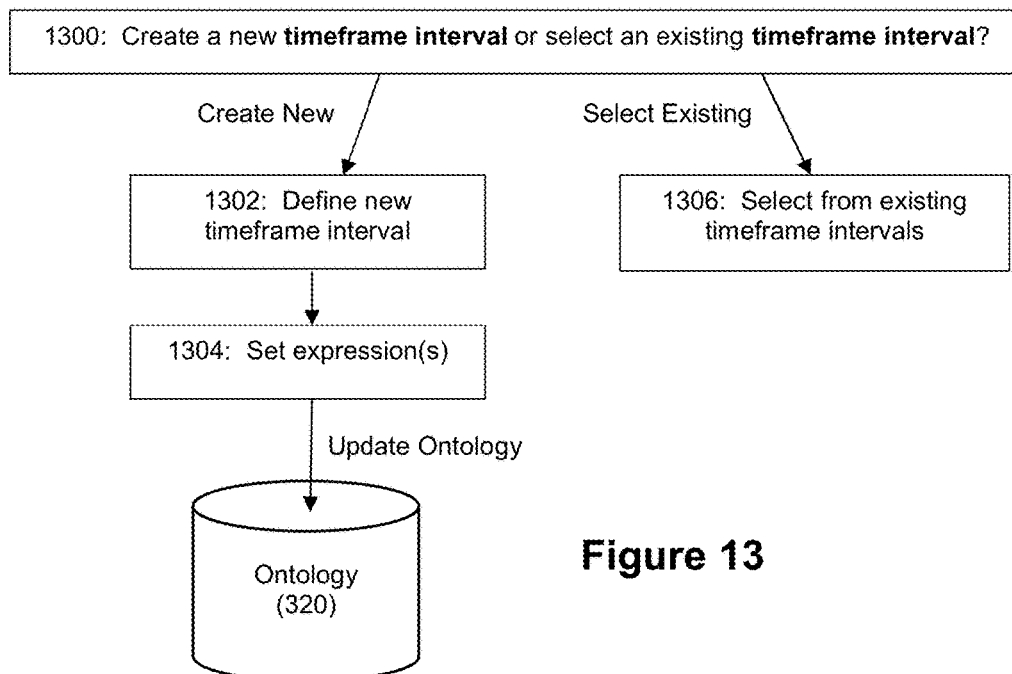 1300: Create a new timeframe interval or select an existing timeframe interval?
Create New
Select Existing
1302: Define new
timeframe interval
1306: Select from existing
timeframe intervals
1304: Set expression(s)
Update Ontology
Ontology
(320)
Figure 13